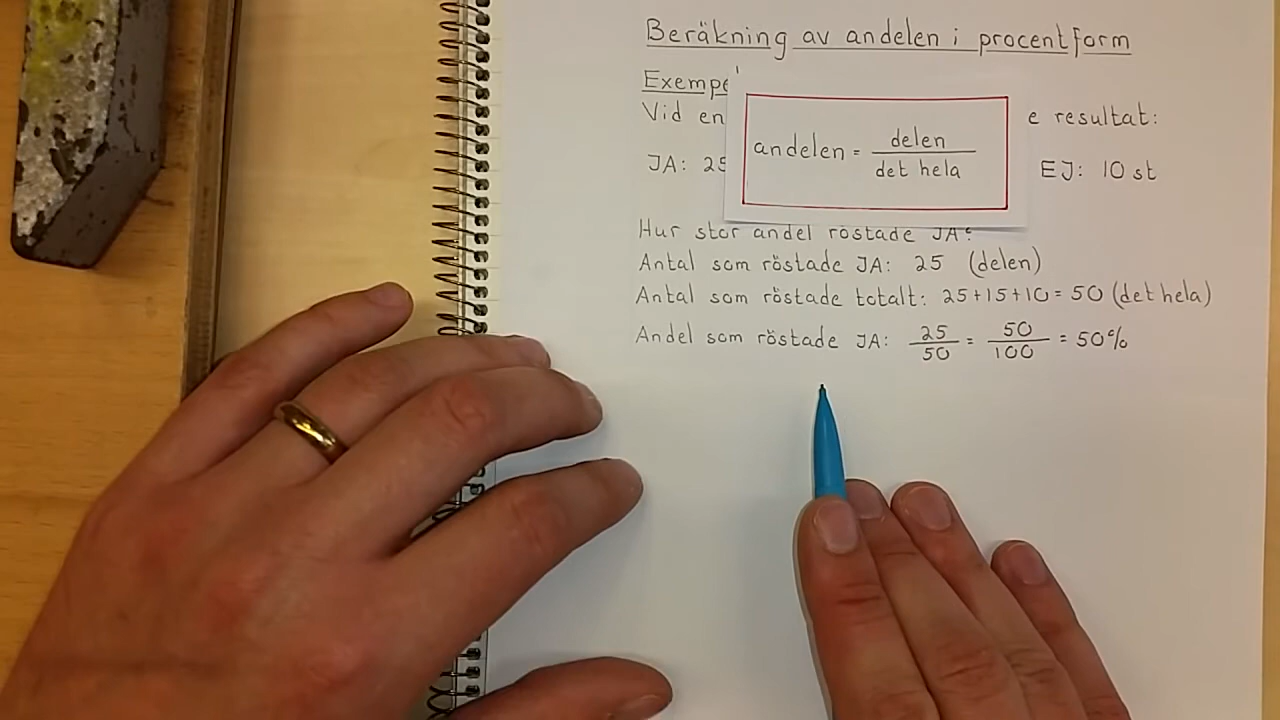 Beräkning av andelen i procentform
Exempe
Vid en e resultat:
andelen = delen / det hela
JA: 25 EJ: 10 st
Hur stor andel röstade JA?
Antal som röstade JA: 25 (delen)
Antal som röstade totalt: 25+15+10 = 50 (det hela)
Andel som röstade JA: 25/50 = 50/100 = 50%